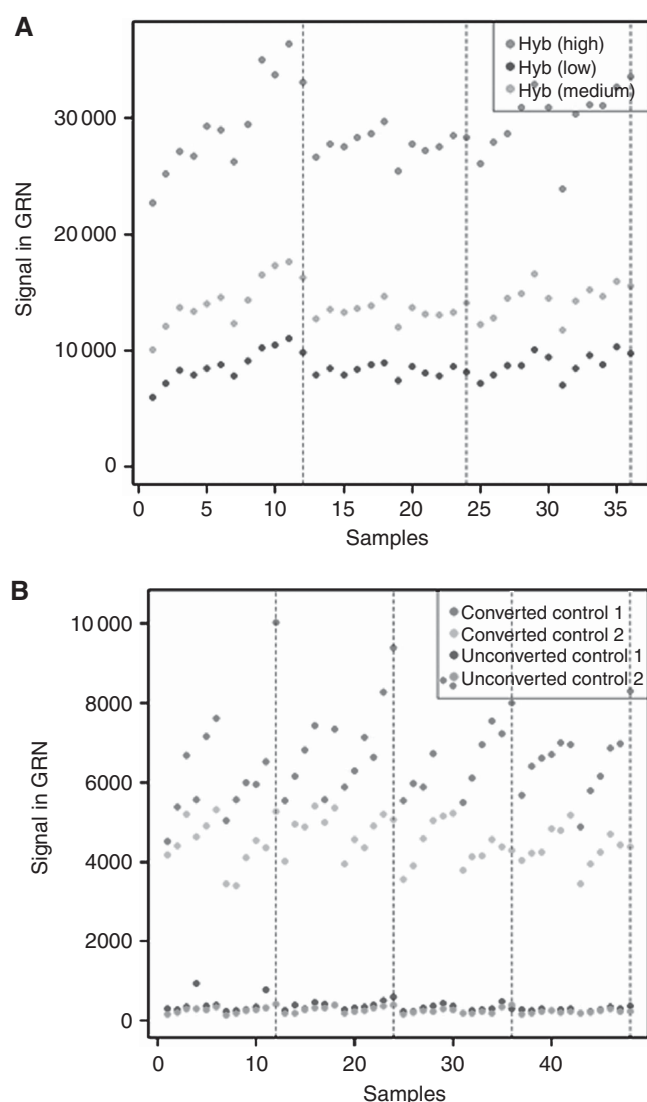 A
Hyb (high)
Hyb (low)
Hyb (medium)
30 000
20 000
10 000
0
Signal in GRN
0 5 10 15 20 25 30 35
Samples
B
Converted control 1
Converted control 2
Unconverted control 1
Unconverted control 2
10 000
8000
6000
4000
2000
0
Signal in GRN
0 10 20 30 40
Samples